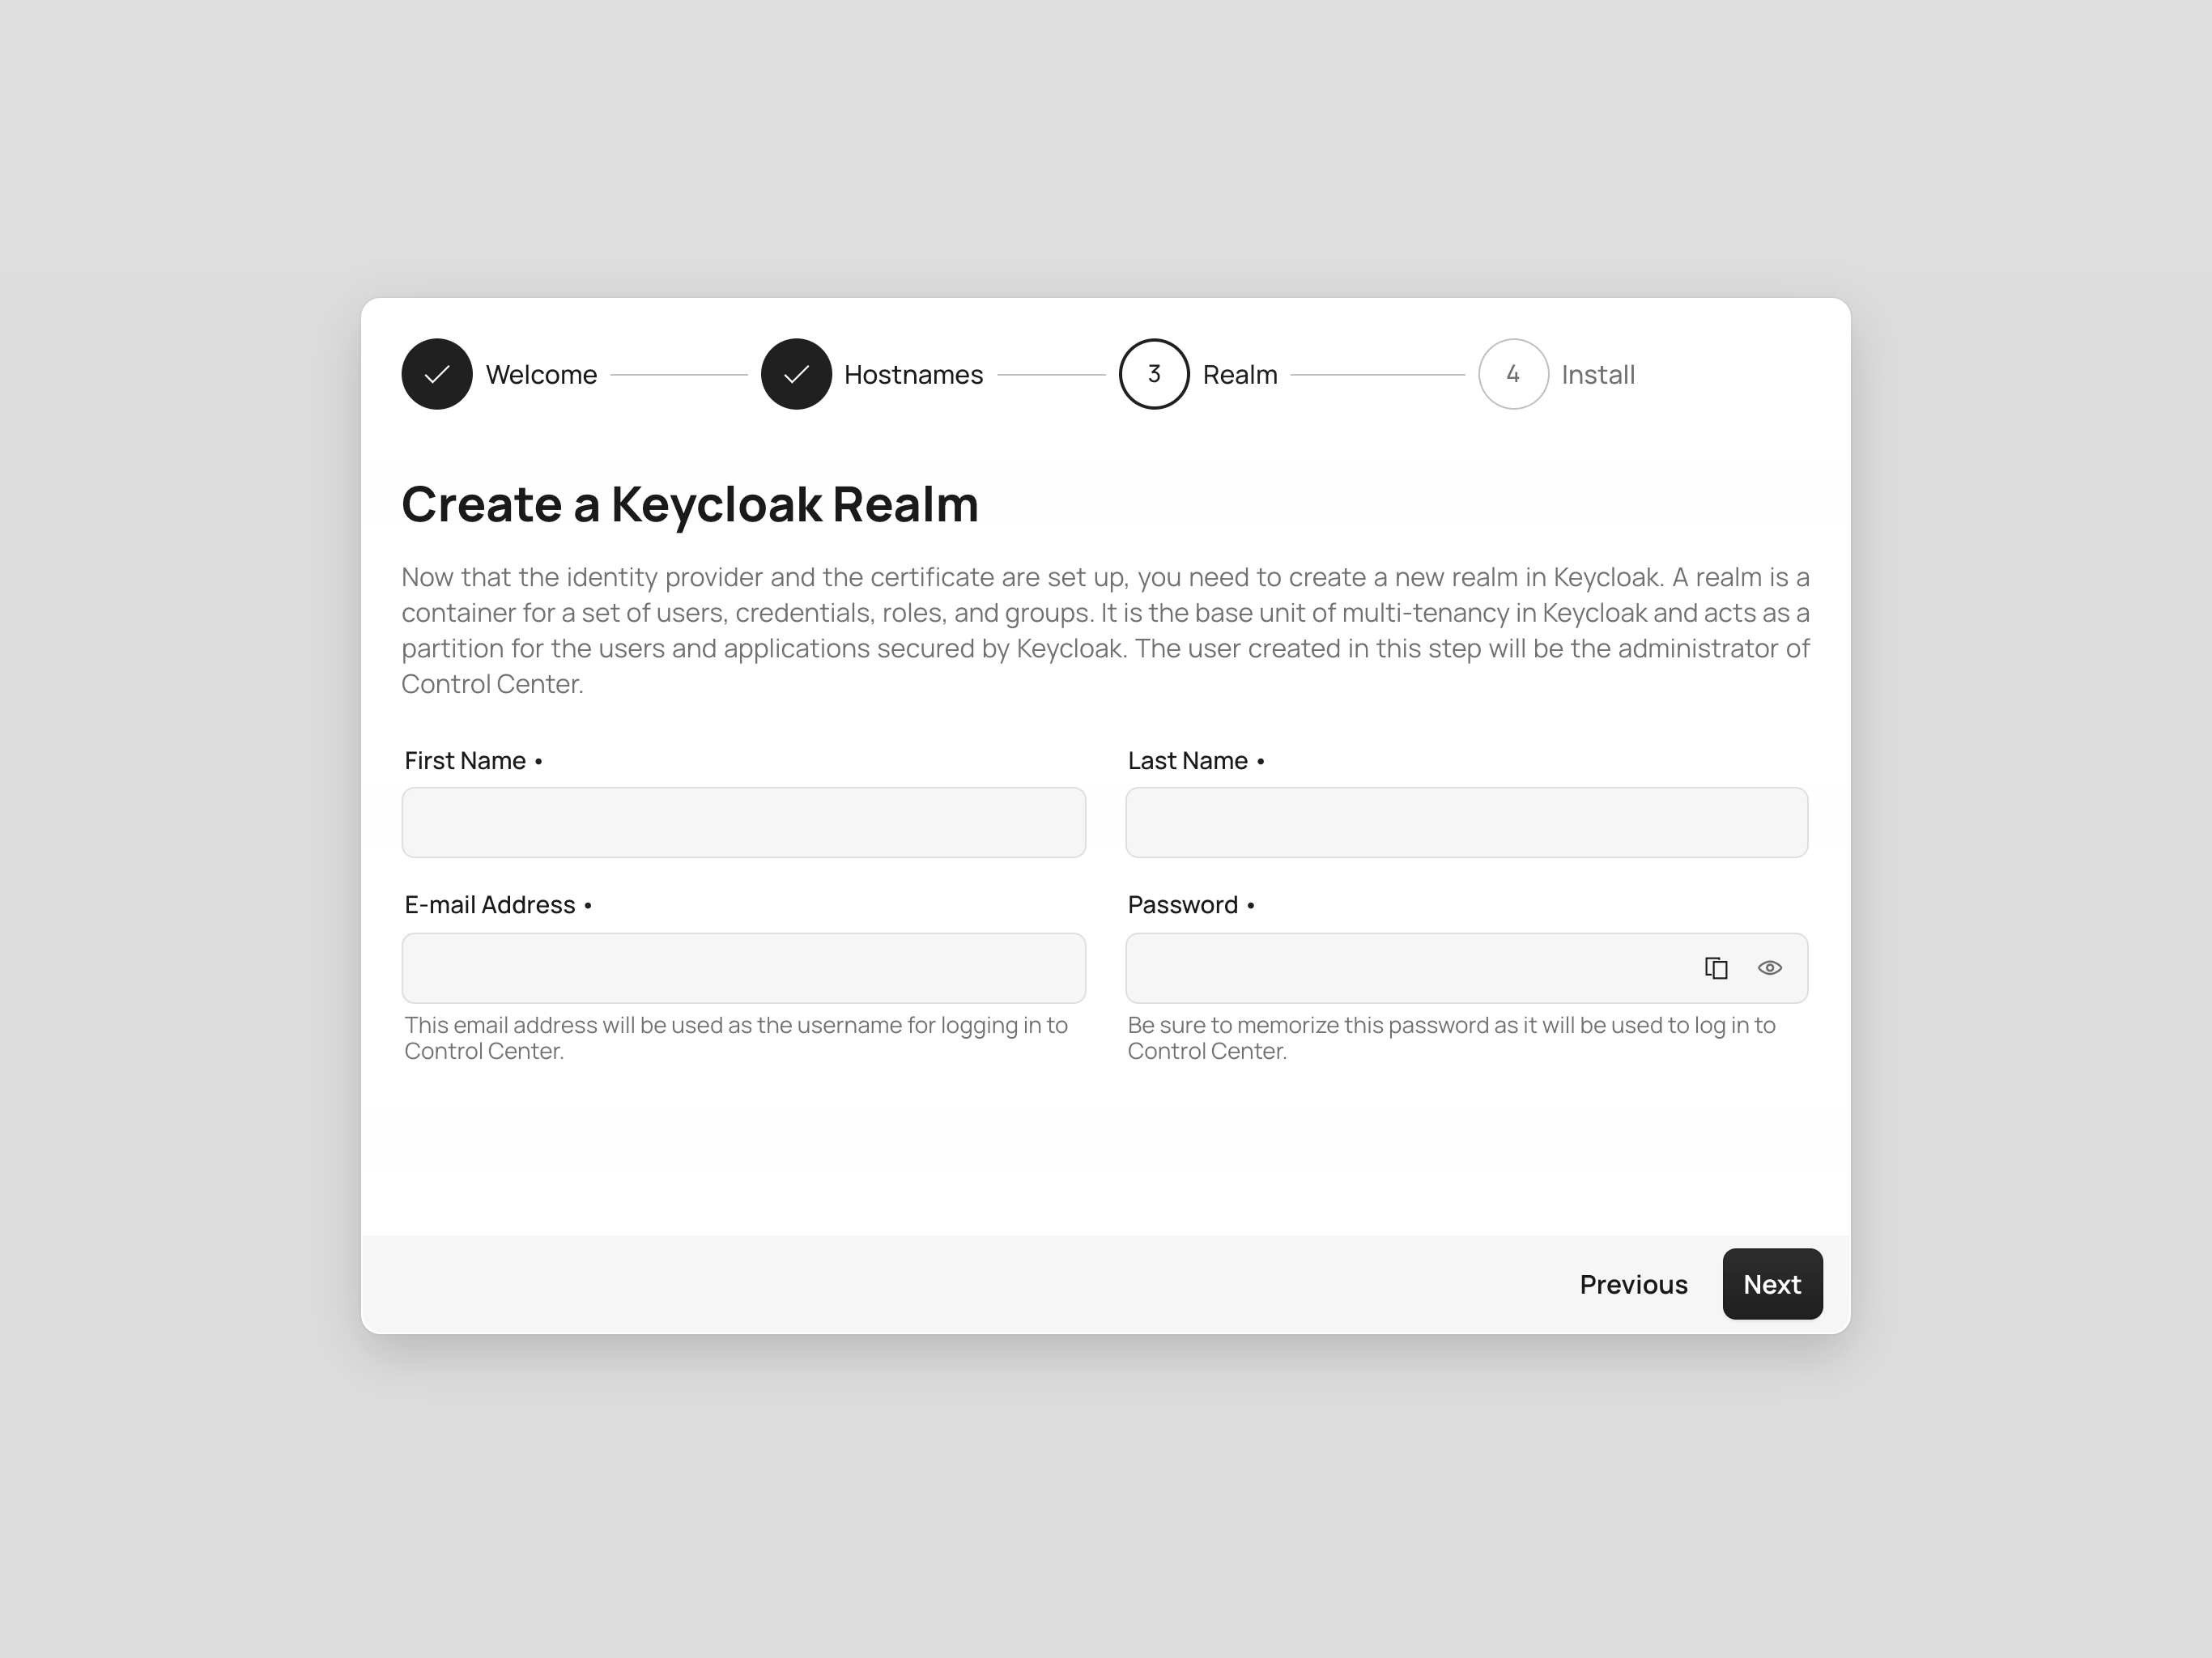 Welcome
Hostnames
3 Realm
4 Install
Create a Keycloak Realm
Now that the identity provider and the certificate are set up, you need to create a new realm in Keycloak. A realm is a
container for a set of users, credentials, roles, and groups. It is the base unit of multi-tenancy in Keycloak and acts as a
partition for the users and applications secured by Keycloak. The user created in this step will be the administrator of
Control Center.
First Name •
Last Name •
E-mail Address •
Password •
This email address will be used as the username for logging in to
Control Center.
Be sure to memorize this password as it will be used to log in to
Control Center.
Previous
Next